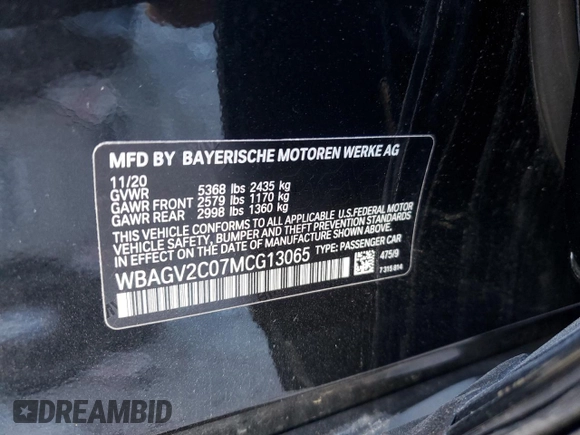 MFD BY BAYERISCHE MOTOREN WERKE AG
11/20
GVWR 5368 lbs 2435 kg
GAWR FRONT 2579 lbs 1170 kg
GAWR REAR 2998 lbs 1360 kg
THIS VEHICLE CONFORMS TO ALL APPLICABLE U.S. FEDERAL MOTOR
VEHICLE SAFETY, BUMPER AND THEFT PREVENTION STANDARDS
IN EFFECT ON THE DATE OF MANUFACTURE SHOWN ABOVE.
WBAGV2C07MCG13065 TYPE: PASSENGER CAR
475/9
7 315 814
DREAMBID